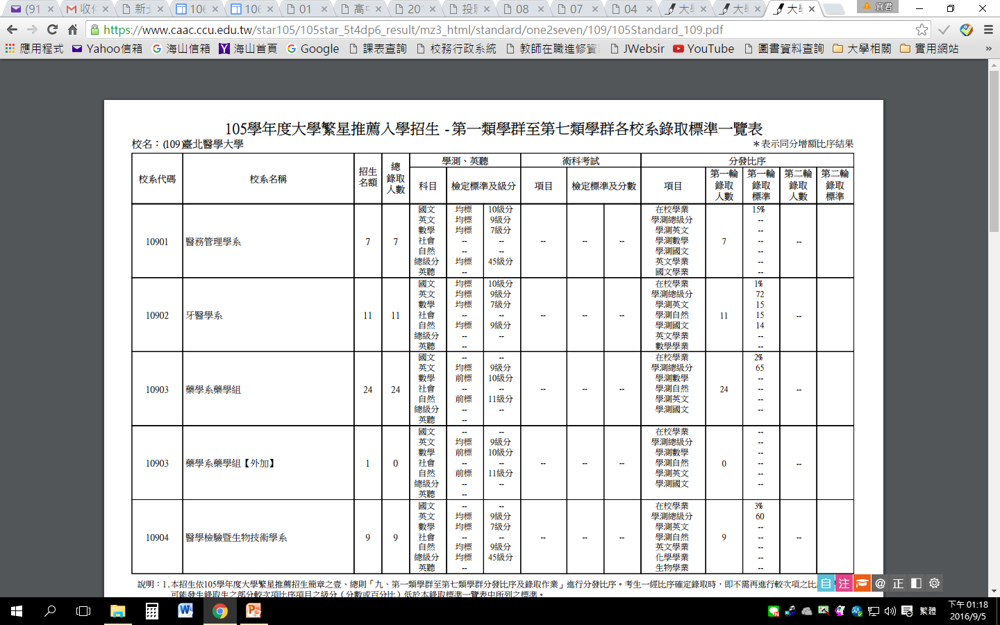 (91 收件 新北 106 106 01 高中 201 投影 08 07 04 大學 大學 大學 宜君
https://www.caac.ccu.edu.tw/star105/105star_5t4dp6_result/mz3_html/standard/one2seven/109/105Standard_109.pdf
應用程式 Yahoo信箱 海山信箱 海山首頁 Google 課表查詢 校務行政系統 教師在職進修資 JWebsir YouTube 圖書資料查詢 大學相關 實用網站 »
105學年度大學繁星推薦入學招生 - 第一類學群至第七類學群各校系錄取標準一覽表
校名：(109)臺北醫學大學 ＊表示同分增額比序結果
校系代碼 校系名稱 招生名額 總錄取人數 學測、英聽 術科考試 分發比序
科目 檢定標準及級分 項目 檢定標準及分數 項目 第一輪錄取人數 第一輪錄取標準 第二輪錄取人數 第二輪錄取標準
10901 醫務管理學系 7 7 -- -- -- 7 --
國文 均標 10級分 在校學業 15%
英文 均標 9級分 學測總級分 --
數學 均標 7級分 學測英文 --
社會 -- -- 學測數學 --
自然 -- -- 學測國文 --
總級分 均標 45級分 英文學業 --
英聽 -- 國文學業 --
10902 牙醫學系 11 11 -- -- -- 11 --
國文 均標 10級分 在校學業 1%
英文 均標 9級分 學測總級分 72
數學 均標 7級分 學測英文 15
社會 -- -- 學測自然 15
自然 均標 9級分 學測國文 14
總級分 -- -- 英文學業 --
英聽 -- 數學學業 --
10903 藥學系藥學組 24 24 -- -- -- 24 --
國文 -- -- 在校學業 2%
英文 均標 9級分 學測總級分 65
數學 前標 10級分 學測數學 --
社會 -- -- 學測自然 --
自然 前標 11級分 學測英文 --
總級分 -- -- 學測國文 --
英聽 --
10903 藥學系藥學組【外加】 1 0 -- -- -- 0 --
國文 -- -- 在校學業 --
英文 均標 9級分 學測總級分 --
數學 前標 10級分 學測數學 --
社會 -- -- 學測自然 --
自然 前標 11級分 學測英文 --
總級分 -- -- 學測國文 --
英聽 --
10904 醫學檢驗暨生物技術學系 9 9 -- -- -- 9 --
國文 -- -- 在校學業 3%
英文 均標 9級分 學測總級分 60
數學 均標 7級分 學測英文 --
社會 -- -- 學測自然 --
自然 均標 9級分 英文學業 --
總級分 均標 45級分 化學學業 --
英聽 -- 生物學業 --
說明：1.本招生依105學年度大學繁星推薦招生簡章之壹、總則「九、第一類學群至第七類學群分發比序及錄取作業」進行分發比序。考生一經比序確定錄取時，即不需再進行較次項之比
可能發生錄取生之部分較次項比序項目之級分（分數或百分比）低於本錄取標準一覽表中所列之標準。
自 注 @ 正
繁體 下午 01:18
2016/9/5